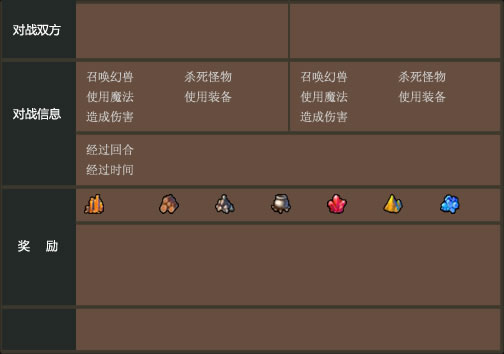 对战双方
召唤幻兽 杀死怪物 召唤幻兽 杀死怪物
使用魔法 使用装备 使用魔法 使用装备
对战信息
造成伤害 造成伤害
经过回合
经过时间
奖 励